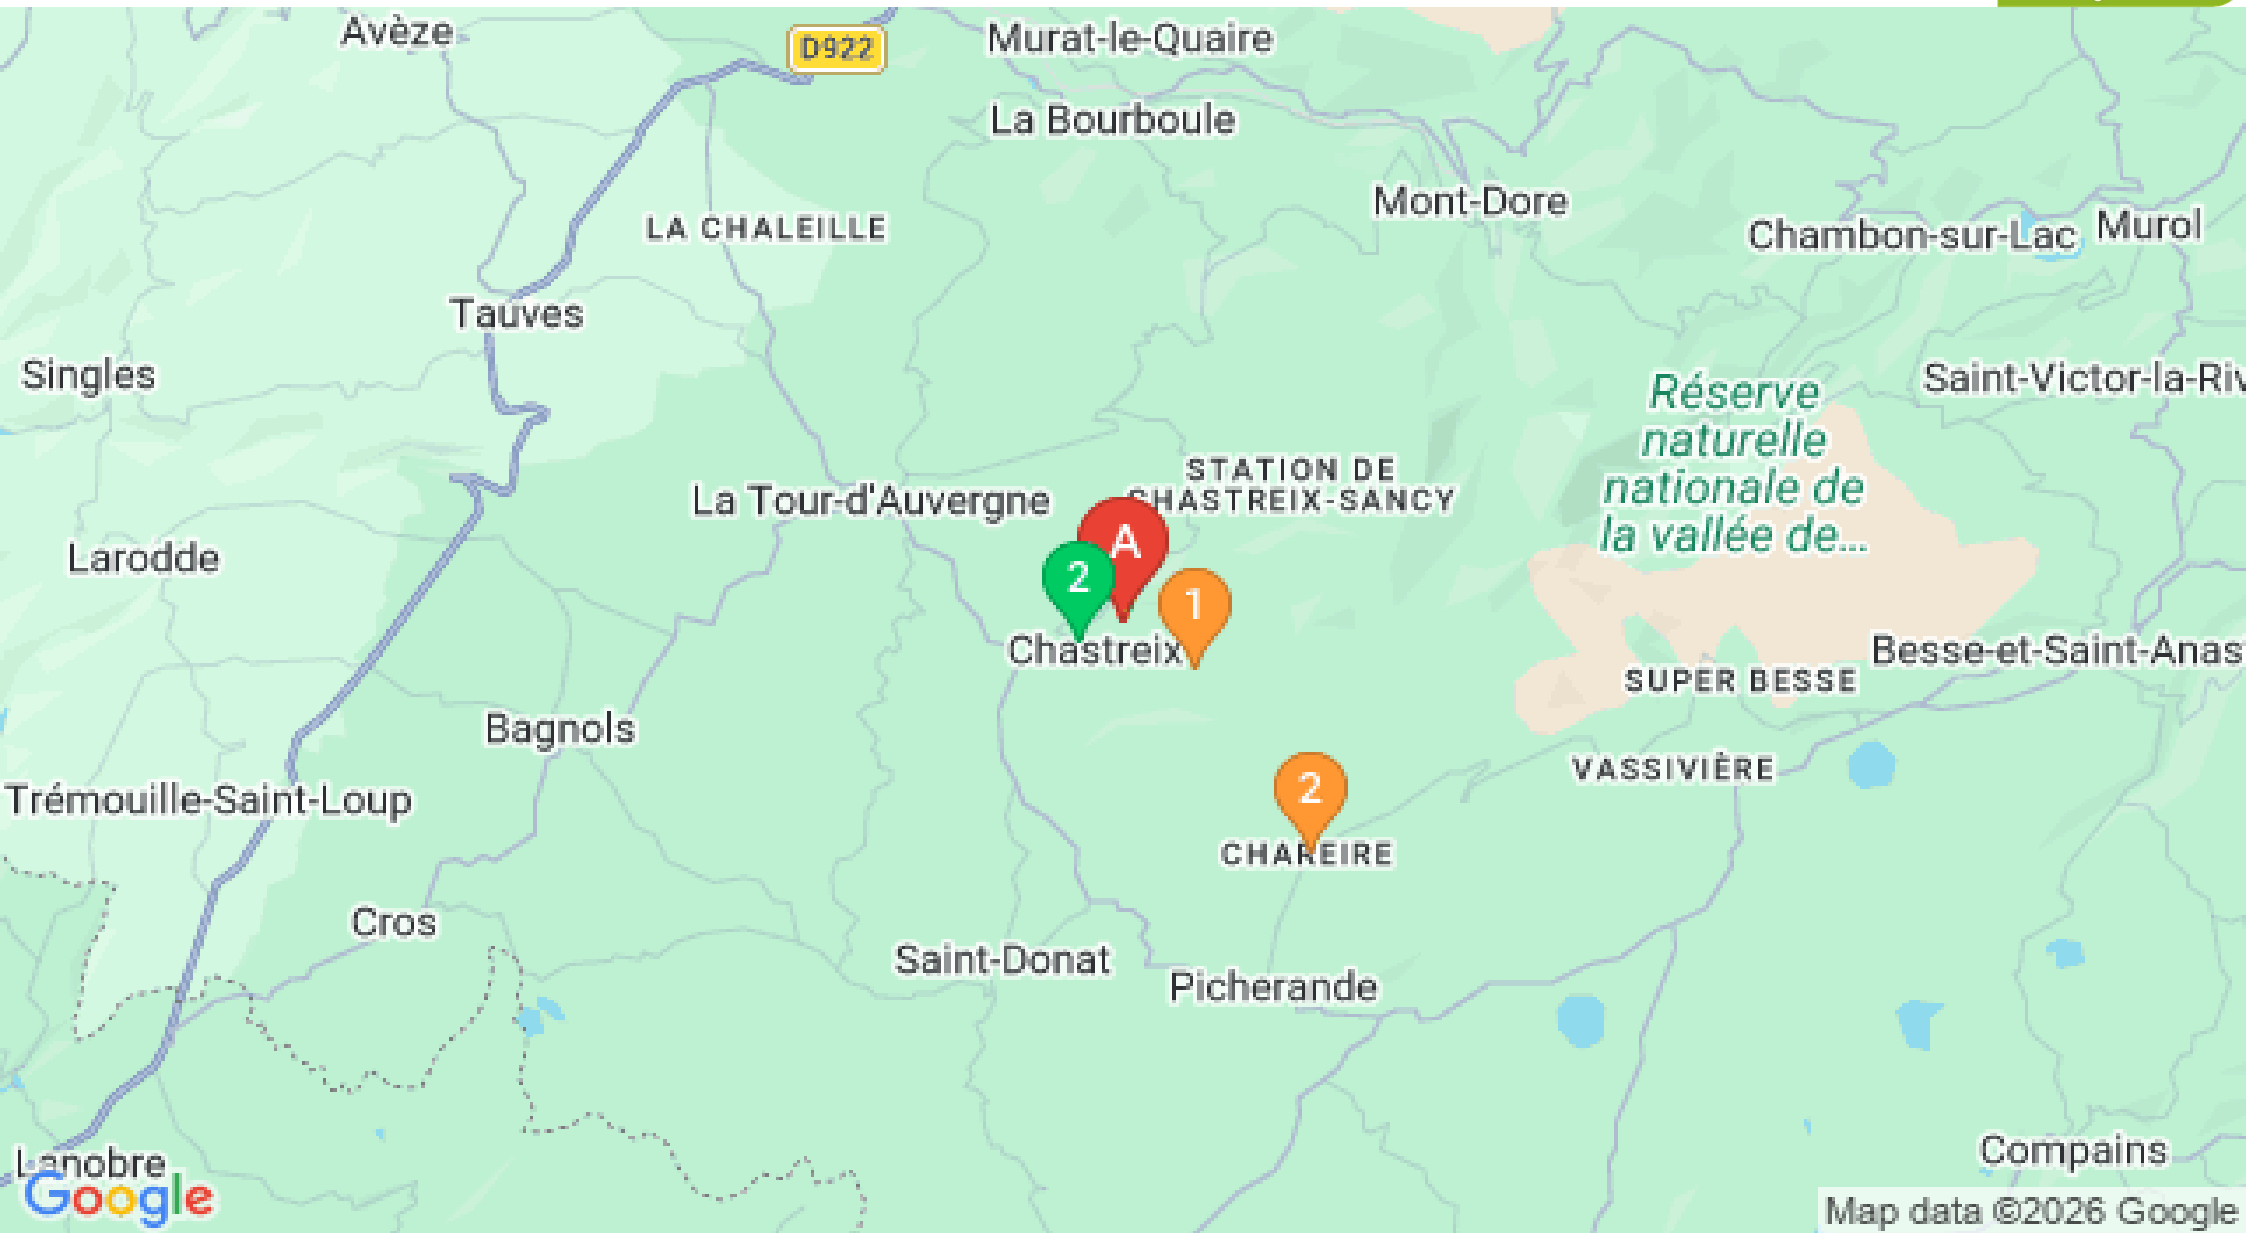 Avèze
D922
Murat-le-Quaire
La Bourboule
Mont-Dore
LA CHALEILLE
Chambon-sur-Lac
Murol
Tauves
Singles
Saint-Victor-la-Riv
Réserve
naturelle
nationale de
la vallée de...
STATION DE
CHASTREIX-SANCY
La Tour-d'Auvergne
A
2
1
Larodde
Chastreix
Besse-et-Saint-Anas
SUPER BESSE
Bagnols
VASSIVIÈRE
2
Trémouille-Saint-Loup
CHAREIRE
Cros
Saint-Donat
Picherande
Compains
Lanobre
Google
Map data ©2026 Google